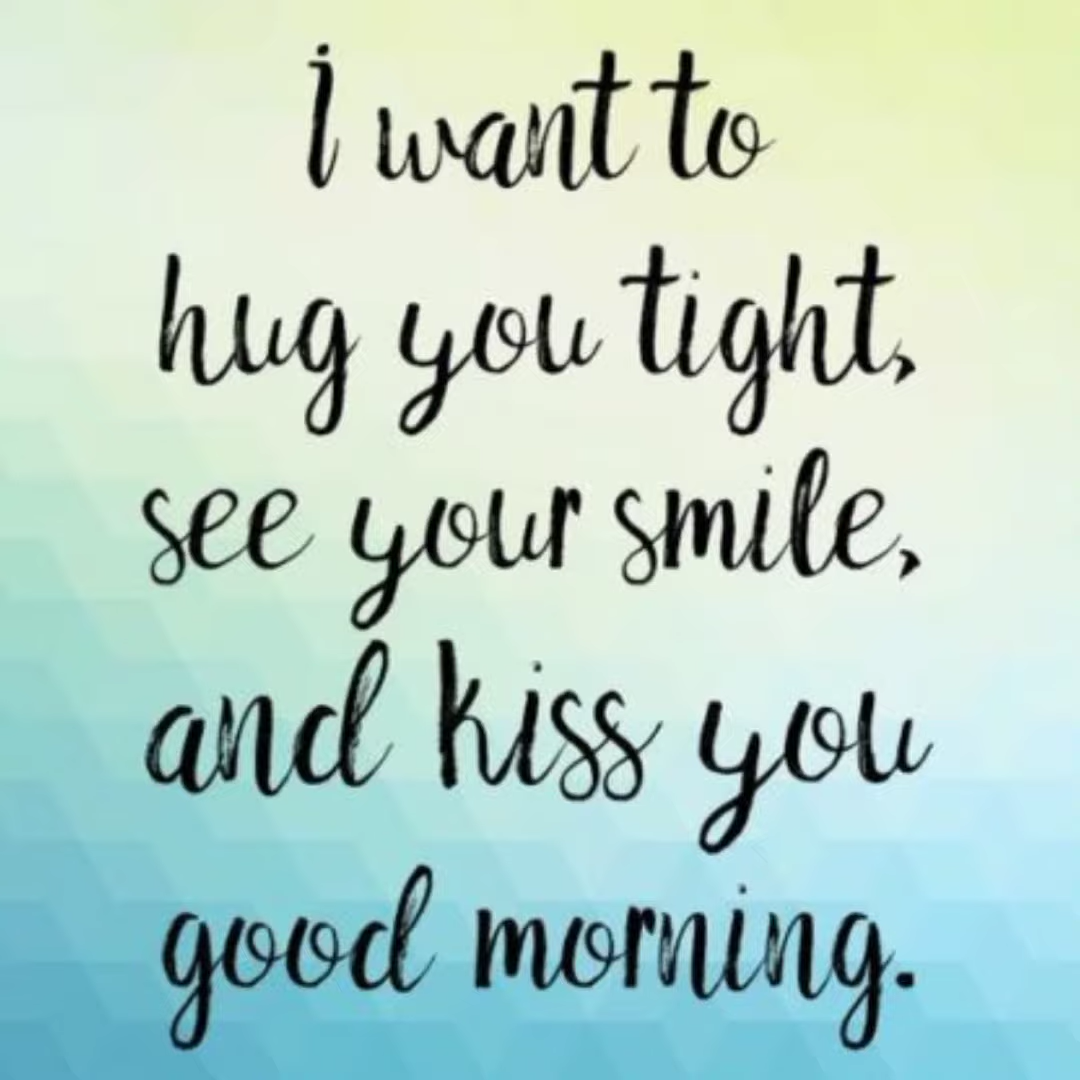 i want to
hug you tight,
see your smile,
and kiss you
good morning.